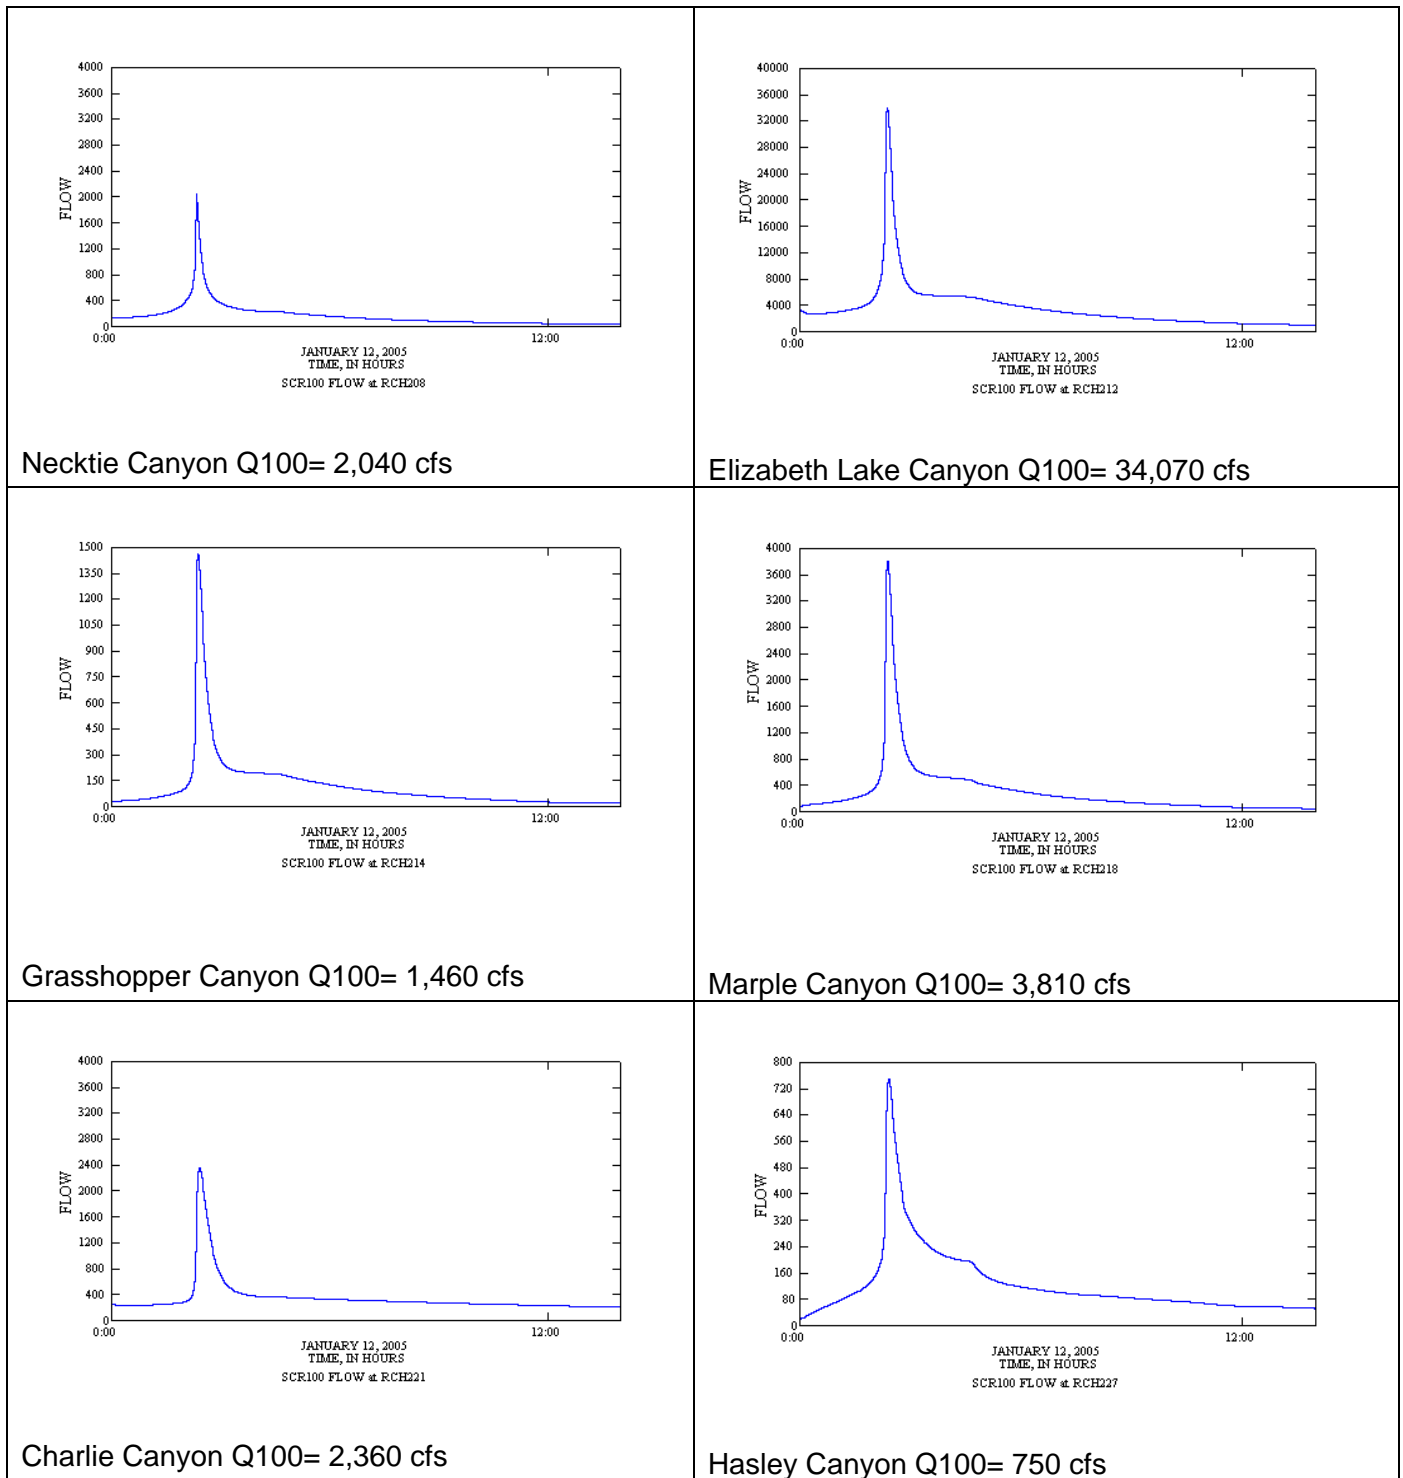 4000
3600
3200
2800
2400
2000
1600
1200
800
400
0
FLOW
0:00
12:00
JANUARY 12, 2005
TIME, IN HOURS
SCR100 FLOW at RCH208
Necktie Canyon Q100= 2,040 cfs
40000
36000
32000
28000
24000
20000
16000
12000
8000
4000
0
FLOW
0:00
12:00
JANUARY 12, 2005
TIME, IN HOURS
SCR100 FLOW at RCH212
Elizabeth Lake Canyon Q100= 34,070 cfs
1500
1350
1200
1050
900
750
600
450
300
150
0
FLOW
0:00
12:00
JANUARY 12, 2005
TIME, IN HOURS
SCR100 FLOW at RCH214
Grasshopper Canyon Q100= 1,460 cfs
4000
3600
3200
2800
2400
2000
1600
1200
800
400
0
FLOW
0:00
12:00
JANUARY 12, 2005
TIME, IN HOURS
SCR100 FLOW at RCH218
Marple Canyon Q100= 3,810 cfs
4000
3600
3200
2800
2400
2000
1600
1200
800
400
0
FLOW
0:00
12:00
JANUARY 12, 2005
TIME, IN HOURS
SCR100 FLOW at RCH221
Charlie Canyon Q100= 2,360 cfs
800
720
640
560
480
400
320
240
160
80
0
FLOW
0:00
12:00
JANUARY 12, 2005
TIME, IN HOURS
SCR100 FLOW at RCH227
Hasley Canyon Q100= 750 cfs